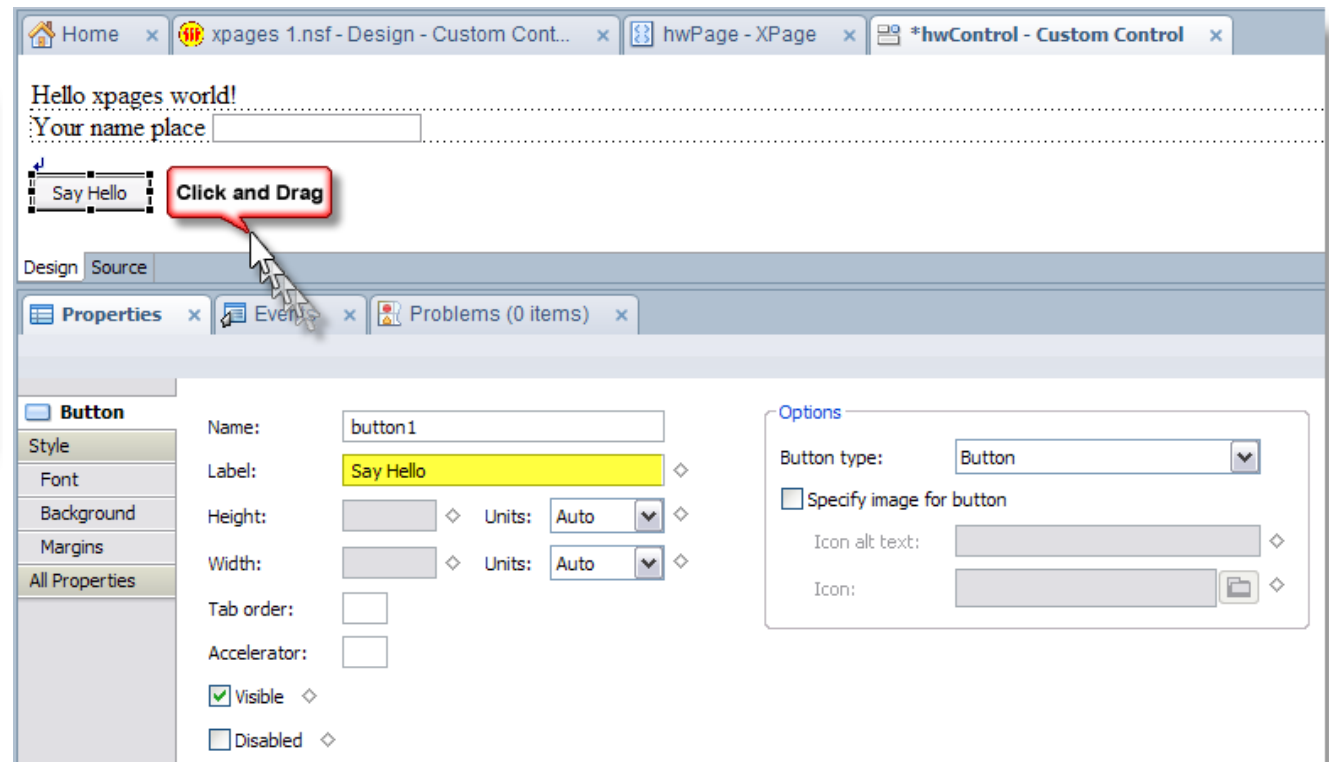 Home × xpages 1.nsf - Design - Custom Cont... × hwPage - XPage × *hwControl - Custom Control ×
Hello xpages world!
Your name place
Say Hello
Click and Drag
Design Source
Properties × Events × Problems (0 items) ×
Button
Style
Font
Background
Margins
All Properties
Name: button1
Label: Say Hello
Height: Units: Auto
Width: Units: Auto
Tab order:
Accelerator:
Visible
Disabled
Options
Button type: Button
Specify image for button
Icon alt text:
Icon: